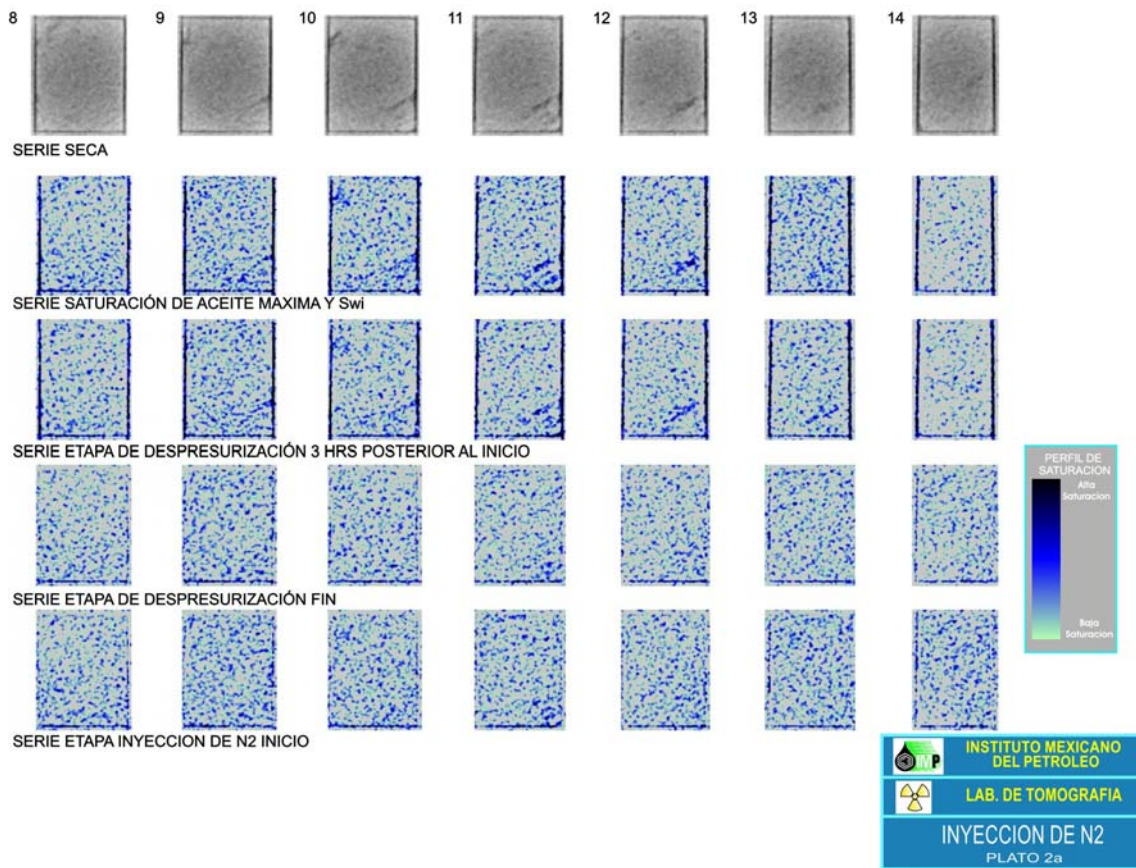 8 9 10 11 12 13 14
SERIE SECA
SERIE SATURACIÓN DE ACEITE MAXIMA Y Swi
SERIE ETAPA DE DESPRESURIZACIÓN 3 HRS POSTERIOR AL INICIO
SERIE ETAPA DE DESPRESURIZACIÓN FIN
SERIE ETAPA INYECCION DE N2 INICIO
PERFIL DE
SATURACION
Alta
Saturacion
Baja
Saturacion
IMP
INSTITUTO MEXICANO
DEL PETROLEO
LAB. DE TOMOGRAFIA
INYECCION DE N2
PLATO 2a